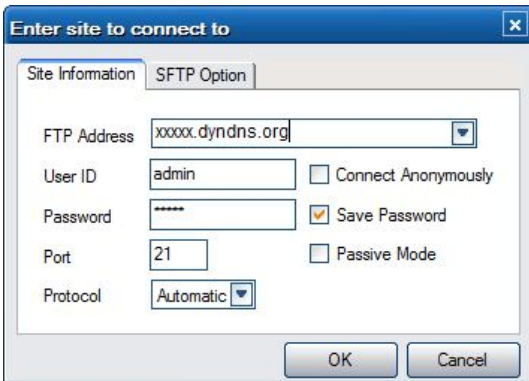 Enter site to connect to
Site Information SFTP Option
FTP Address xxxxx.dyndns.org
User ID admin Connect Anonymously
Password ***** Save Password
Port 21 Passive Mode
Protocol Automatic
OK Cancel